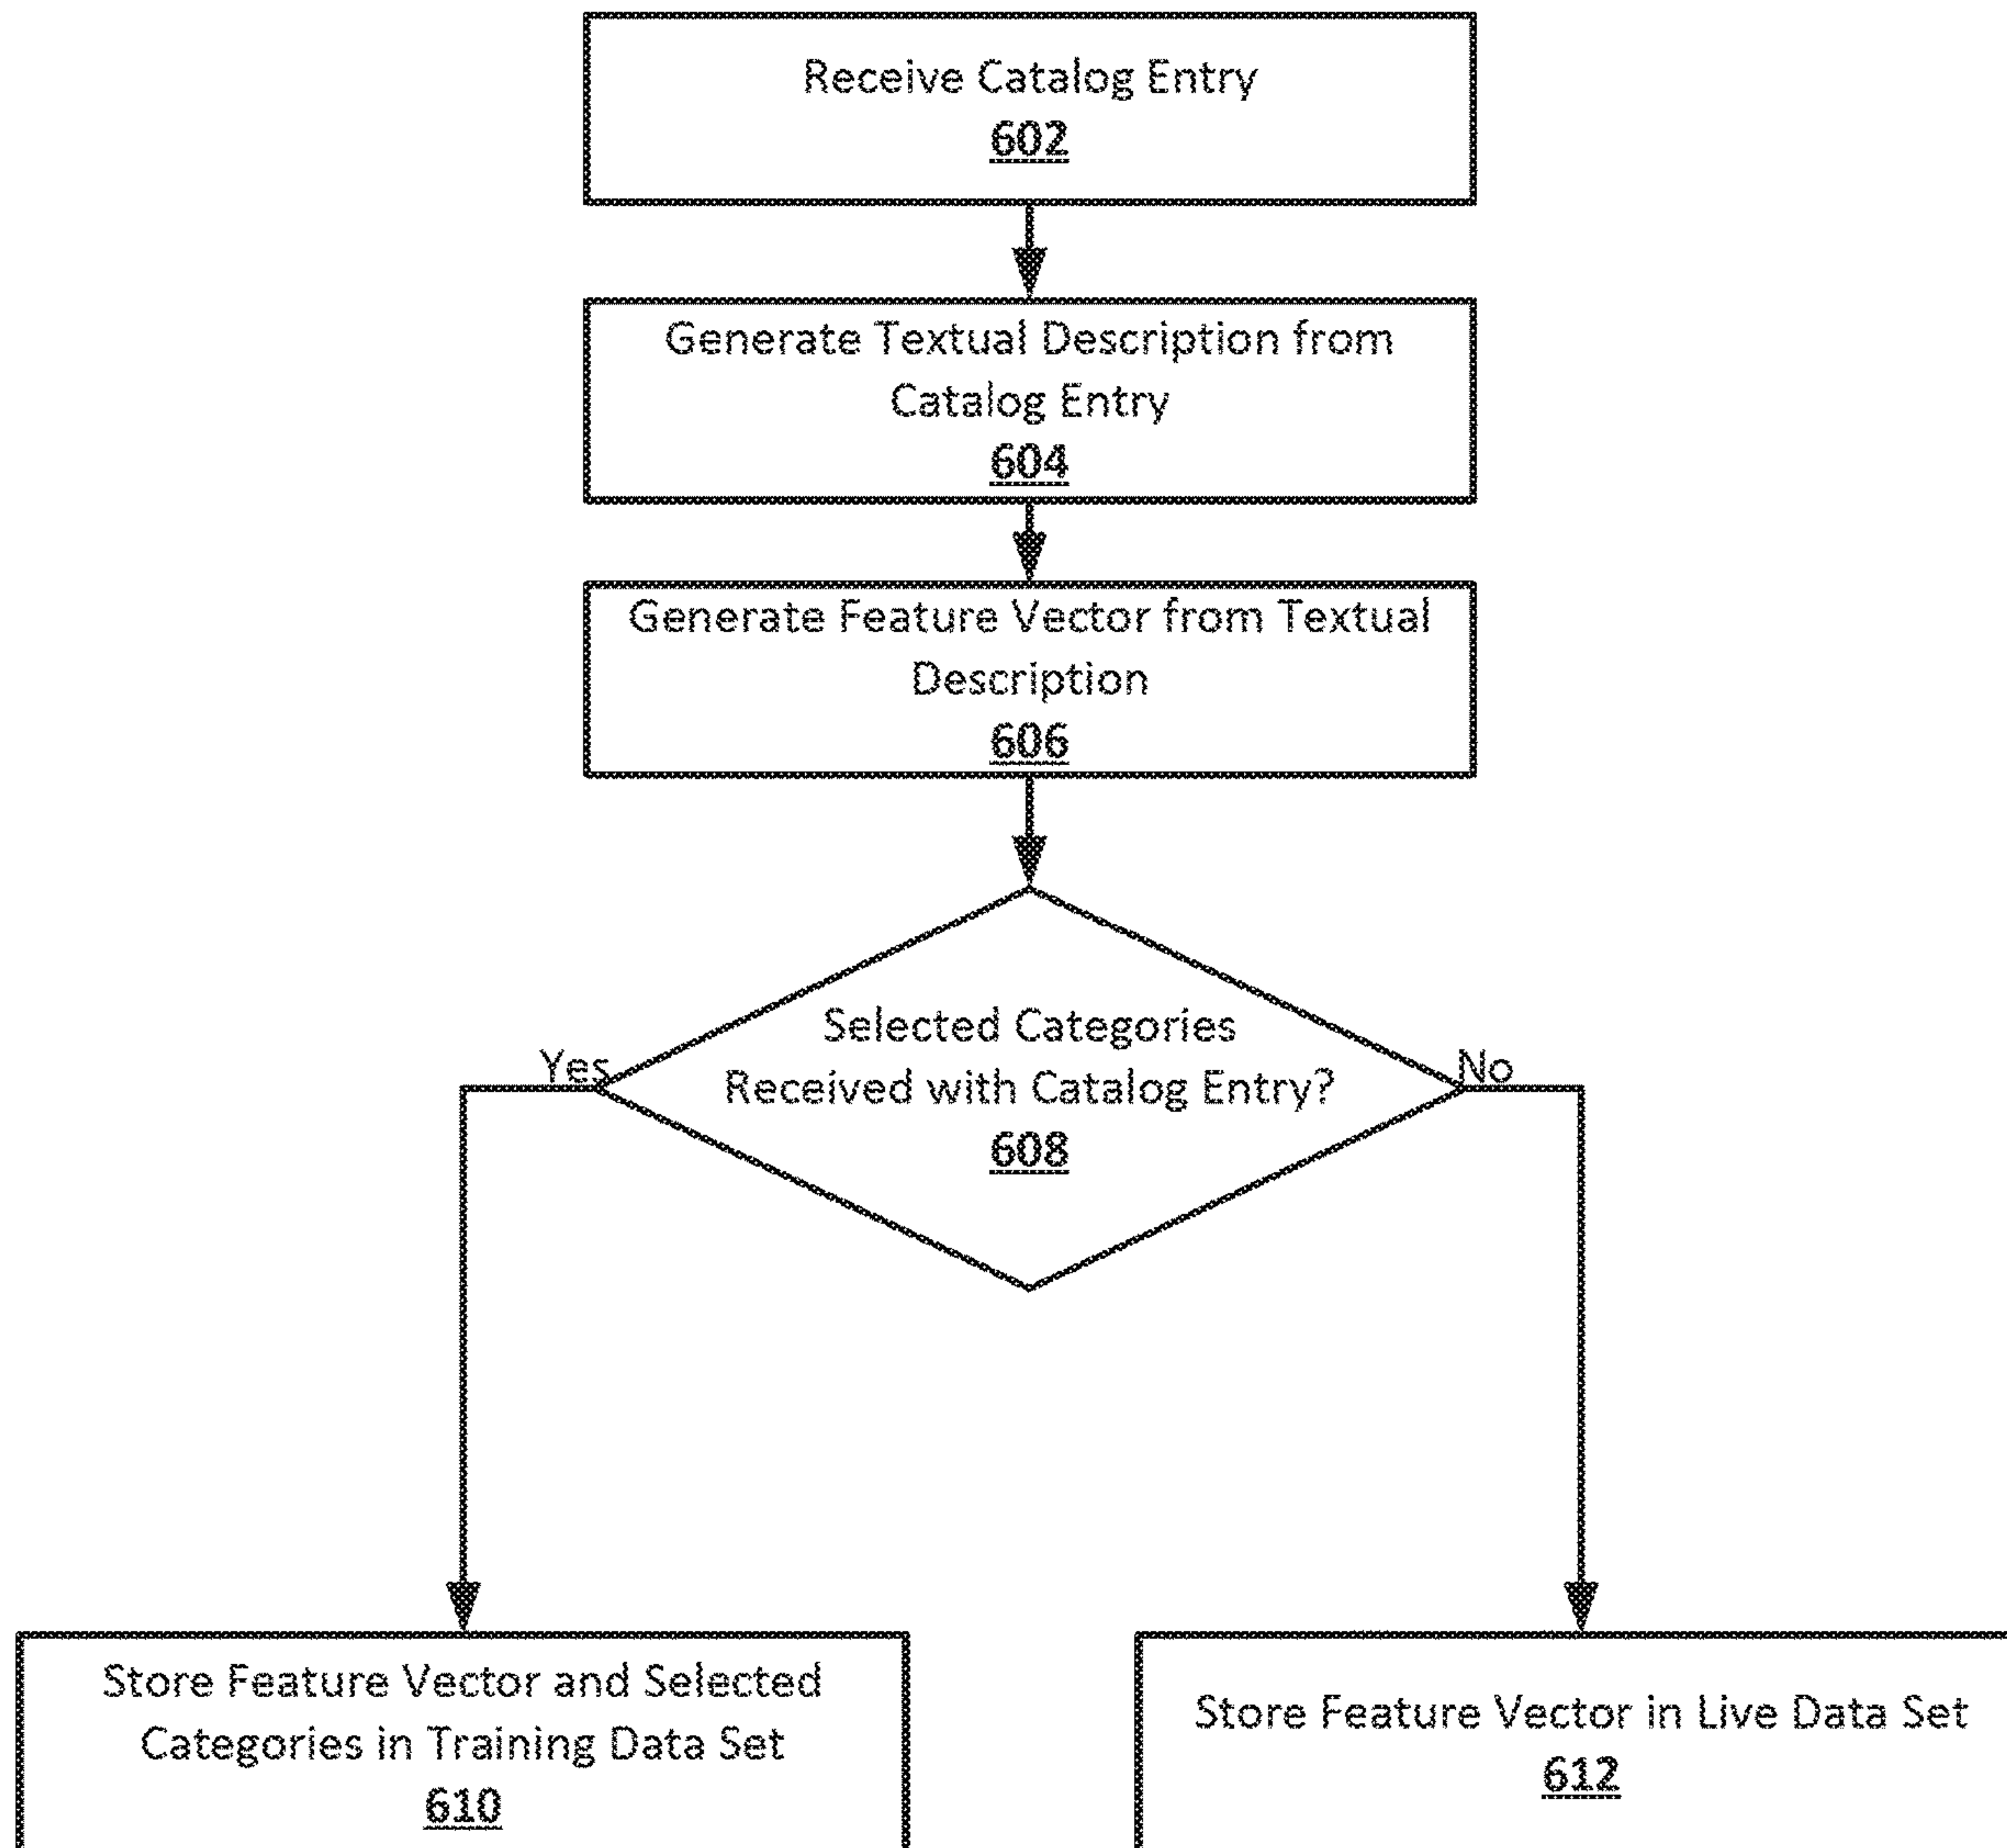 Receive Catalog Entry
602
Generate Textual Description from
Catalog Entry
604
Generate Feature Vector from Textual
Description
606
Selected Categories
Received with Catalog Entry?
608
Yes
No
Store Feature Vector and Selected
Categories in Training Data Set
610
Store Feature Vector in Live Data Set
612